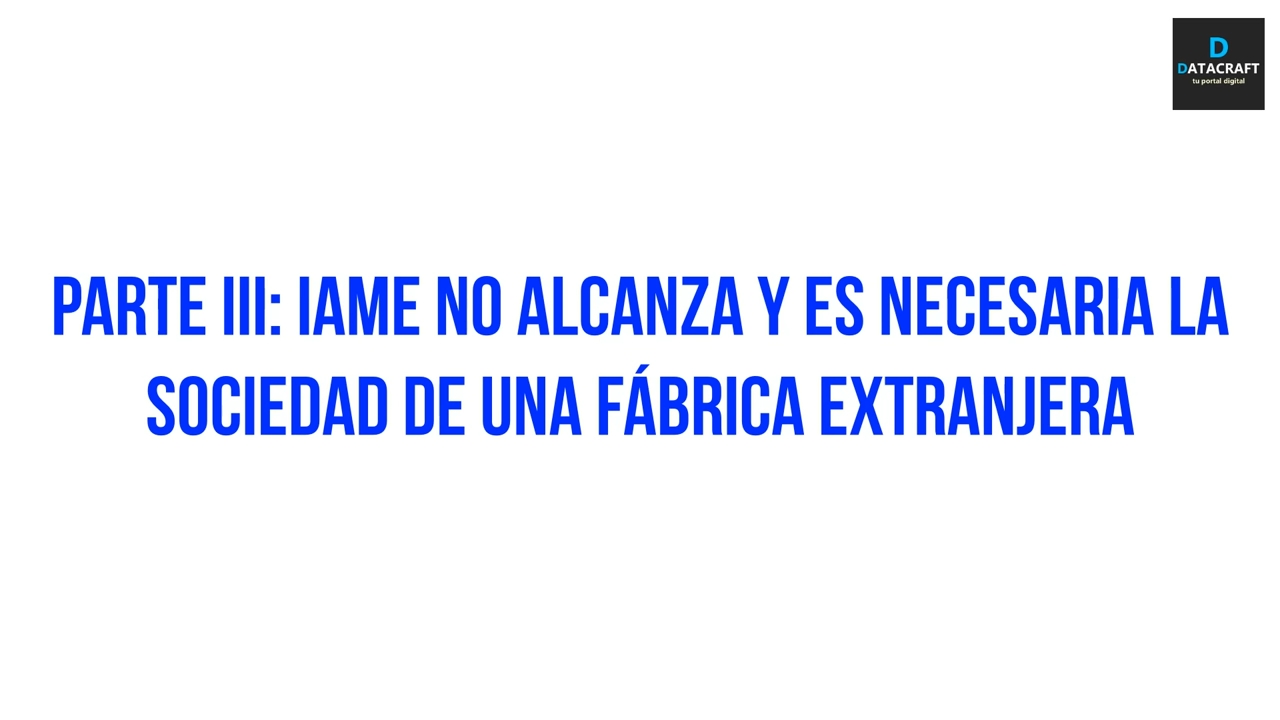 D
DATACRAFT
tu portal digital
PARTE III: IAME NO ALCANZA Y ES NECESARIA LA
SOCIEDAD DE UNA FÁBRICA EXTRANJERA